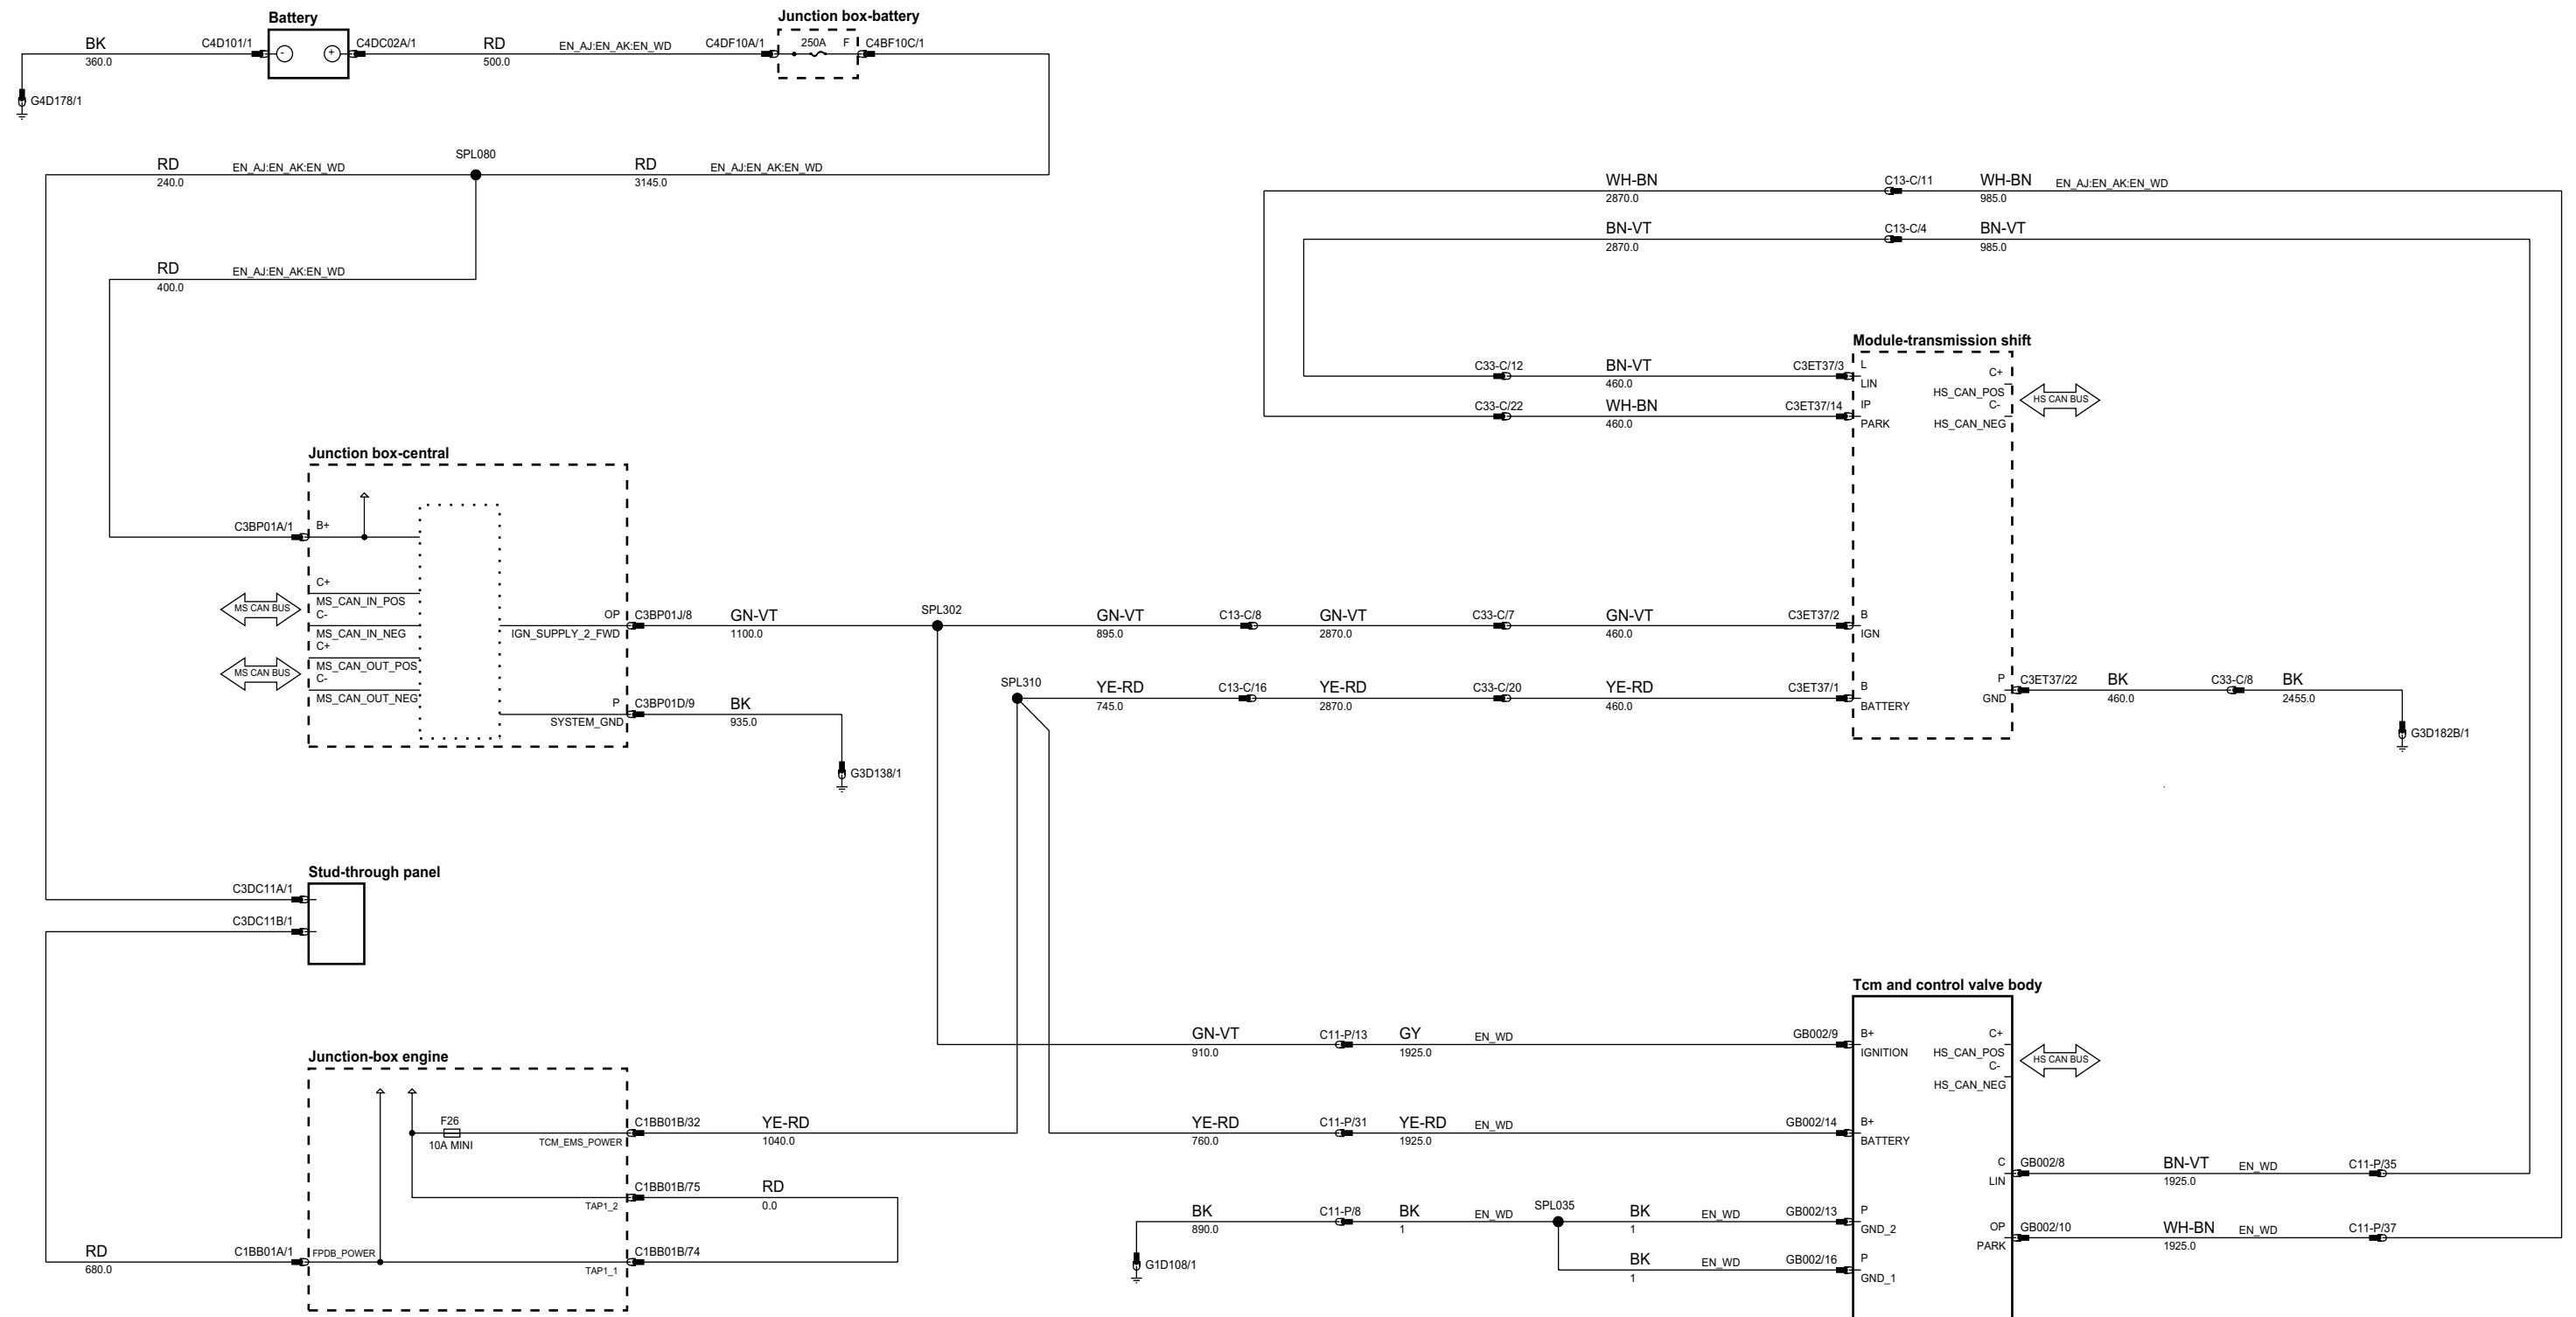 Battery
Junction box-battery
BK
360.0
C4D101/1
-
+
C4DC02A/1
RD
500.0
EN_AJ:EN_AK:EN_WD
C4DF10A/1
250A
F
C4BF10C/1
G4D178/1
RD
240.0
EN_AJ:EN_AK:EN_WD
SPL080
RD
3145.0
EN_AJ:EN_AK:EN_WD
WH-BN
2870.0
C13-C/11
WH-BN
985.0
EN_AJ:EN_AK:EN_WD
BN-VT
2870.0
C13-C/4
BN-VT
985.0
RD
400.0
EN_AJ:EN_AK:EN_WD
Module-transmission shift
C33-C/12
BN-VT
460.0
C3ET37/3
L
LIN
C33-C/22
WH-BN
460.0
C3ET37/14
IP
PARK
C+
HS_CAN_POS
C-
HS_CAN_NEG
HS CAN BUS
Junction box-central
C3BP01A/1
B+
MS CAN BUS
C+
MS_CAN_IN_POS
C-
MS_CAN_IN_NEG
MS CAN BUS
C+
MS_CAN_OUT_POS
C-
MS_CAN_OUT_NEG
OP
IGN_SUPPLY_2_FWD
C3BP01J/8
GN-VT
1100.0
SPL302
GN-VT
895.0
C13-C/8
GN-VT
2870.0
C33-C/7
GN-VT
460.0
C3ET37/2
B
IGN
P
SYSTEM_GND
C3BP01D/9
BK
935.0
G3D138/1
SPL310
YE-RD
745.0
C13-C/16
YE-RD
2870.0
C33-C/20
YE-RD
460.0
C3ET37/1
B
BATTERY
P
GND
C3ET37/22
BK
460.0
C33-C/8
BK
2455.0
G3D182B/1
Stud-through panel
C3DC11A/1
C3DC11B/1
Tcm and control valve body
GN-VT
910.0
C11-P/13
GY
1925.0
EN_WD
GB002/9
B+
IGNITION
C+
HS_CAN_POS
C-
HS_CAN_NEG
HS CAN BUS
Junction-box engine
F26
10A MINI
TCM_EMS_POWER
C1BB01B/32
YE-RD
1040.0
YE-RD
760.0
C11-P/31
YE-RD
1925.0
EN_WD
GB002/14
B+
BATTERY
C
LIN
GB002/8
BN-VT
1925.0
EN_WD
C11-P/35
TAP1_2
C1BB01B/75
RD
0.0
BK
890.0
C11-P/8
BK
1
EN_WD
SPL035
BK
1
EN_WD
GB002/13
P
GND_2
OP
PARK
GB002/10
WH-BN
1925.0
EN_WD
C11-P/37
RD
680.0
C1BB01A/1
FPDB_POWER
TAP1_1
C1BB01B/74
G1D108/1
BK
1
EN_WD
GB002/16
P
GND_1